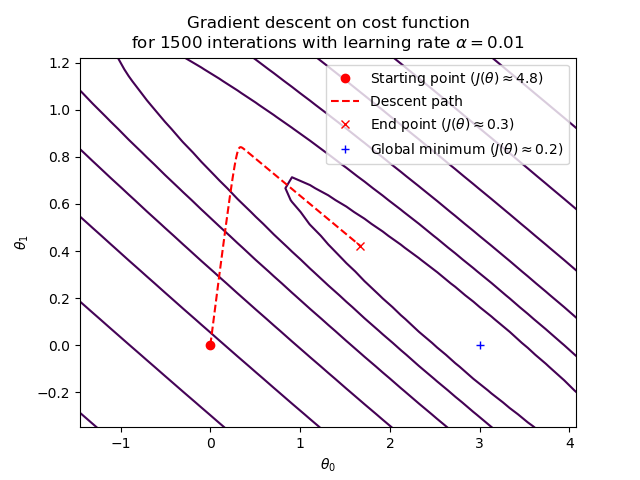 Gradient descent on cost function
for 1500 interations with learning rate α = 0.01
Starting point (J(θ) ≈ 4.8)
Descent path
End point (J(θ) ≈ 0.3)
Global minimum (J(θ) ≈ 0.2)
1.2
1.0
0.8
0.6
0.4
0.2
0.0
−0.2
θ₁
−1
0
1
2
3
4
θ₀